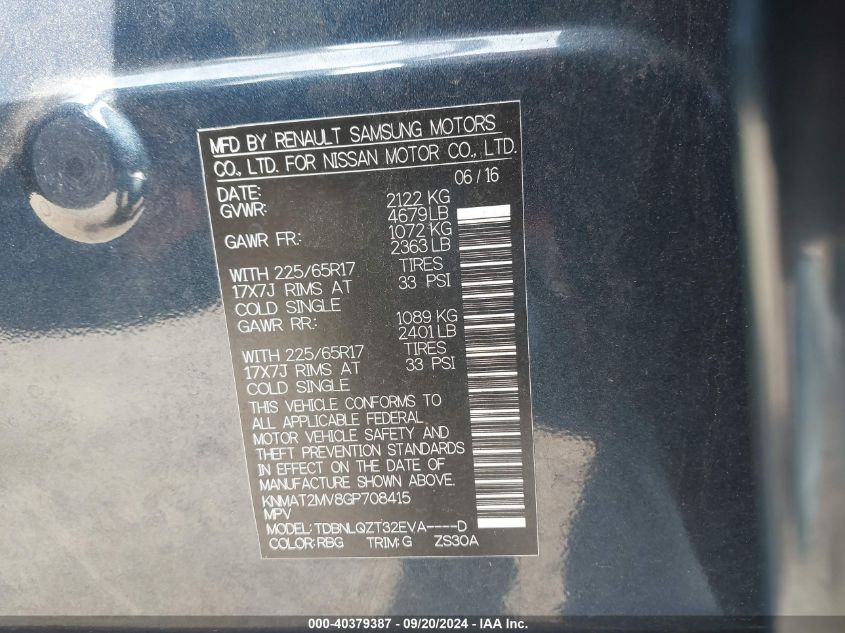 MFD BY RENAULT SAMSUNG MOTORS
CO., LTD. FOR NISSAN MOTOR CO., LTD.
DATE: 06 / 16
GVWR: 2122 KG
4679 LB
GAWR FR: 1072 KG
2363 LB
WITH 225/65R17 TIRES
17X7J RIMS AT 33 PSI
COLD SINGLE
GAWR RR: 1089 KG
2401 LB
WITH 225/65R17 TIRES
17X7J RIMS AT 33 PSI
COLD SINGLE
THIS VEHICLE CONFORMS TO
ALL APPLICABLE FEDERAL
MOTOR VEHICLE SAFETY AND
THEFT PREVENTION STANDARDS
IN EFFECT ON THE DATE OF
MANUFACTURE SHOWN ABOVE.
KNMAT2MV8GP708415
MPV
MODEL: TDBNLQZT32EVA----D
COLOR: RBG TRIM: G ZS30A
000-40379387 - 09/20/2024 - IAA Inc.